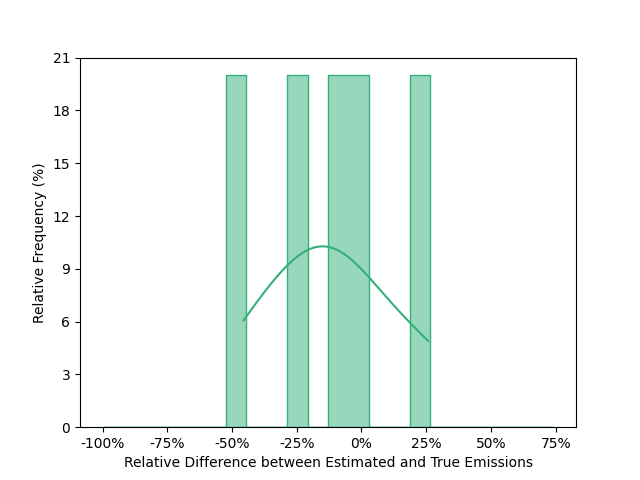 21
18
15
12
9
6
3
0
Relative Frequency (%)
-100% -75% -50% -25% 0% 25% 50% 75%
Relative Difference between Estimated and True Emissions